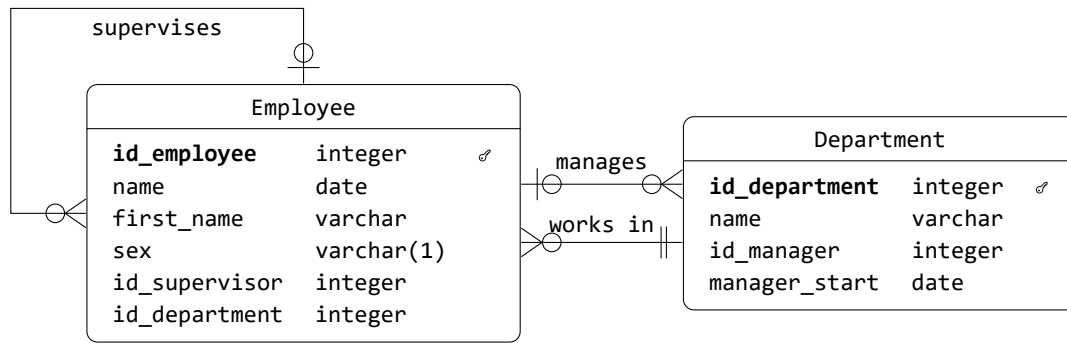 supervises
Employee
id_employee integer
name date
first_name varchar
sex varchar(1)
id_supervisor integer
id_department integer
manages
works in
Department
id_department integer
name varchar
id_manager integer
manager_start date